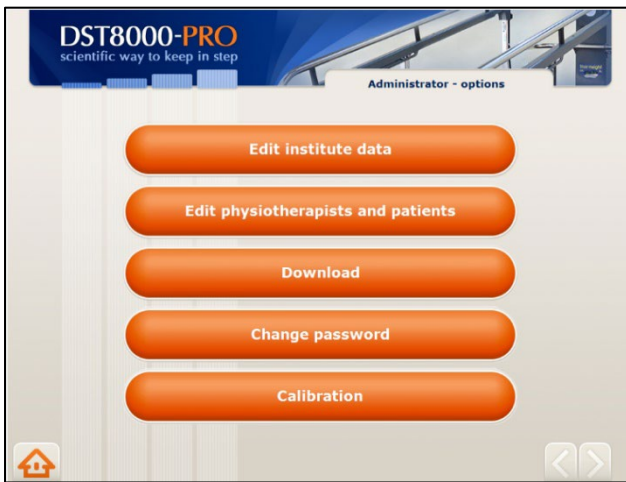 DST8000-PRO
scientific way to keep in step
Administrator - options
Edit institute data
Edit physiotherapists and patients
Download
Change password
Calibration